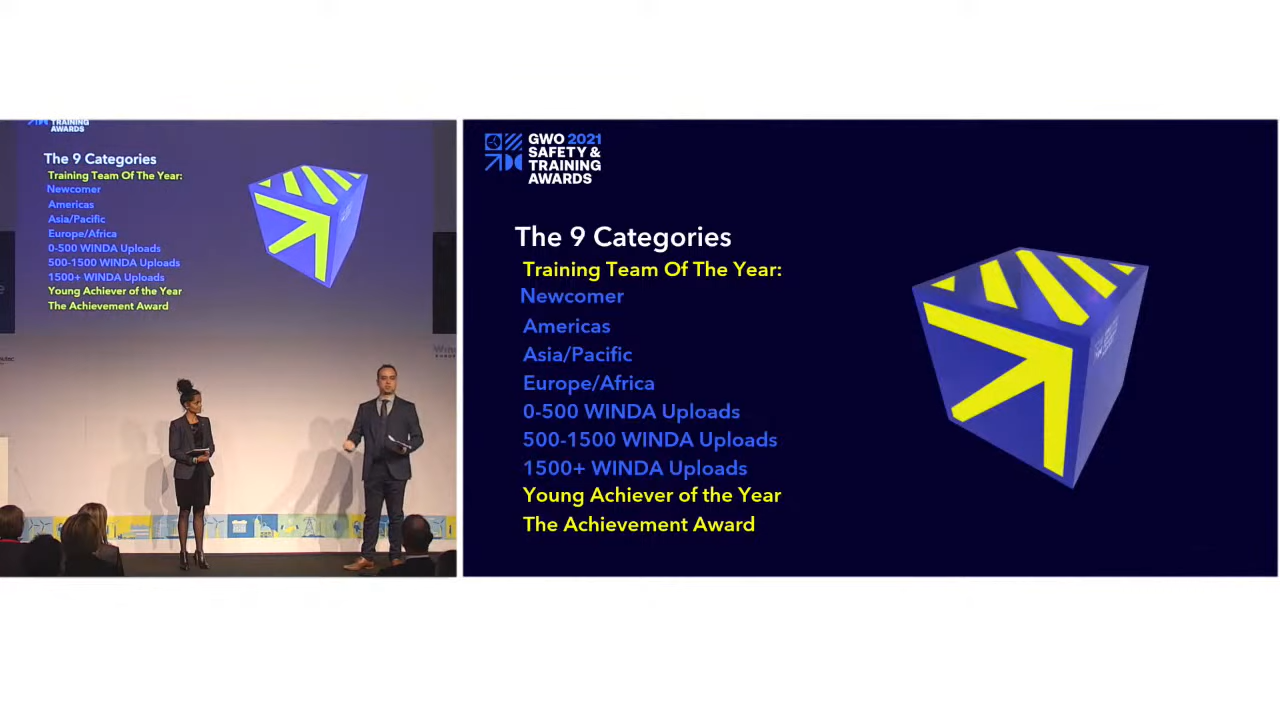 TRAINING
AWARDS
The 9 Categories
Training Team Of The Year:
Newcomer
Americas
Asia/Pacific
Europe/Africa
0-500 WINDA Uploads
500-1500 WINDA Uploads
1500+ WINDA Uploads
Young Achiever of the Year
The Achievement Award
GWO 2021
SAFETY &
TRAINING
AWARDS
The 9 Categories
Training Team Of The Year:
Newcomer
Americas
Asia/Pacific
Europe/Africa
0-500 WINDA Uploads
500-1500 WINDA Uploads
1500+ WINDA Uploads
Young Achiever of the Year
The Achievement Award